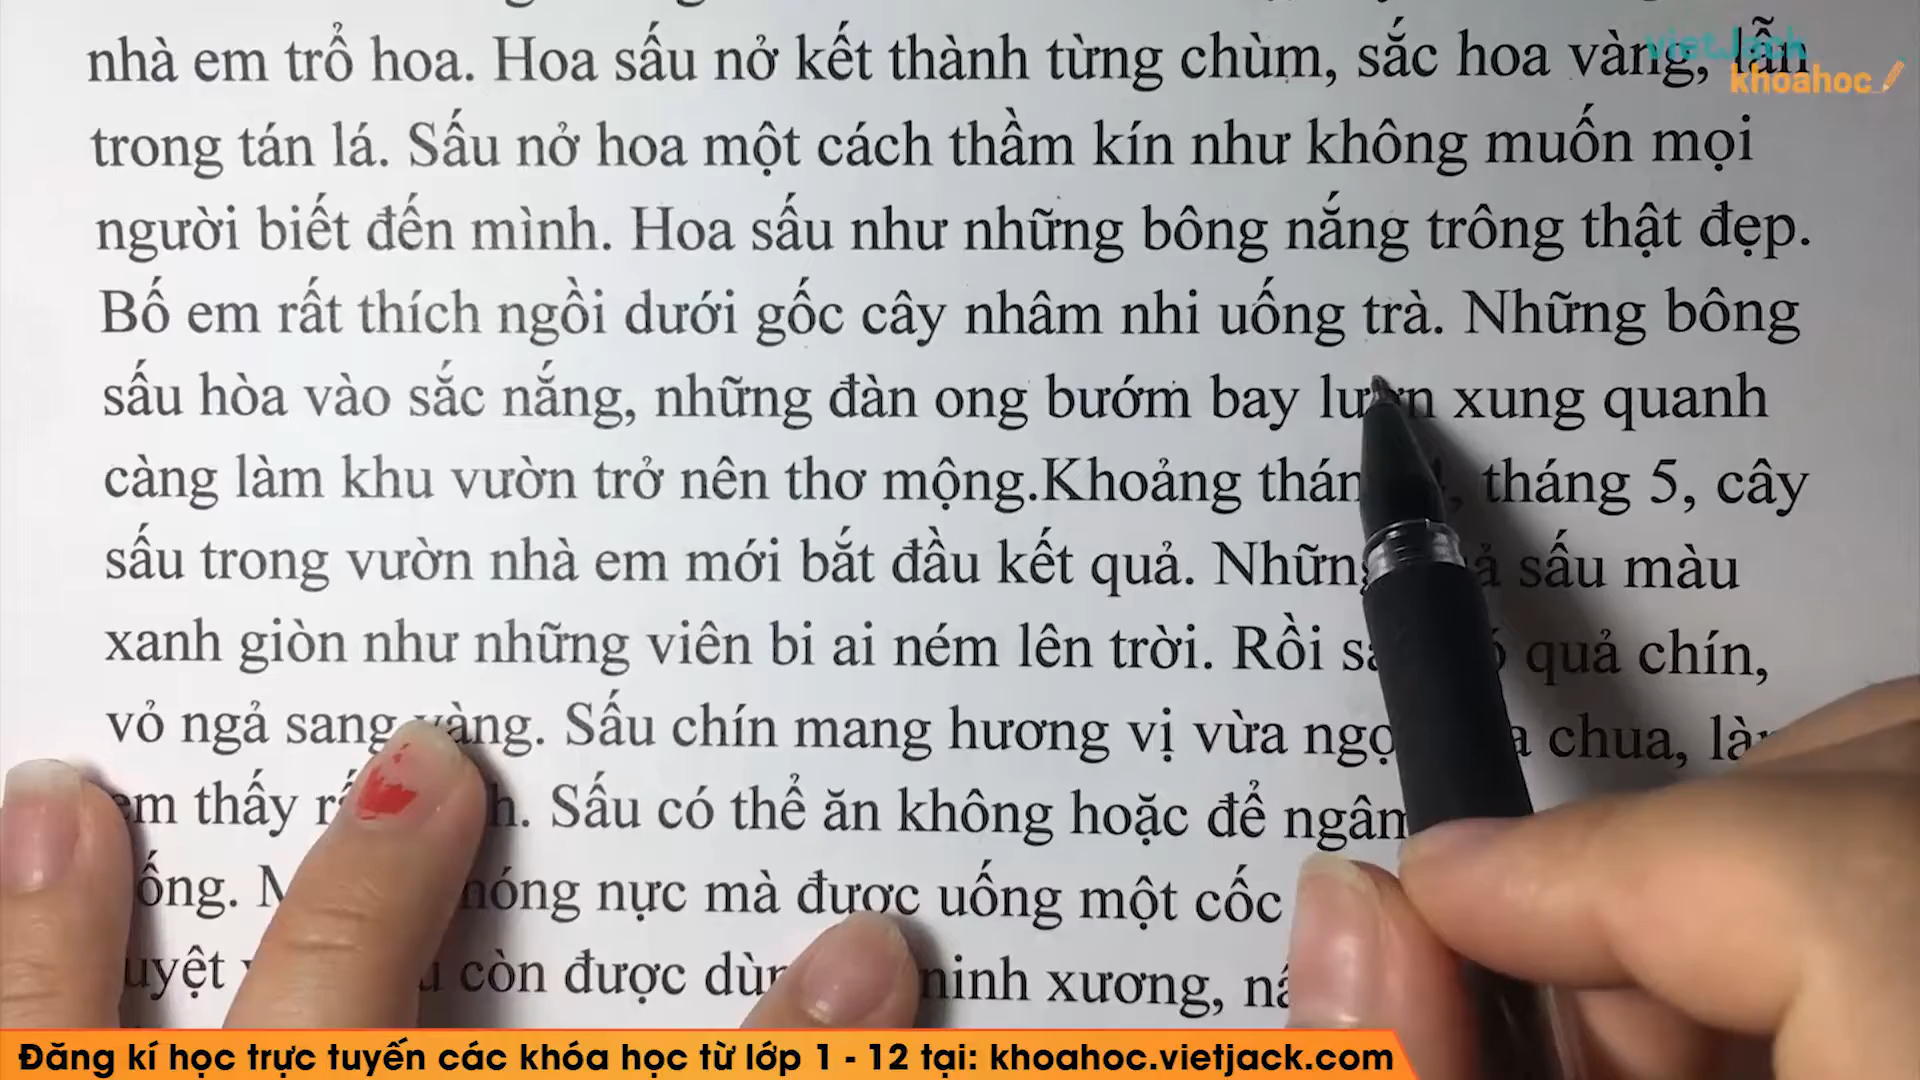 nhà em trổ hoa. Hoa sấu nở kết thành từng chùm, sắc hoa vàng, lẫn
vietJack
khoahoc
trong tán lá. Sấu nở hoa một cách thầm kín như không muốn mọi
người biết đến mình. Hoa sấu như những bông nắng trông thật đẹp.
Bố em rất thích ngồi dưới gốc cây nhâm nhi uống trà. Những bông
sấu hòa vào sắc nắng, những đàn ong bướm bay lượn xung quanh
càng làm khu vườn trở nên thơ mộng.Khoảng tháng 4, tháng 5, cây
sấu trong vườn nhà em mới bắt đầu kết quả. Những quả sấu màu
xanh giòn như những viên bi ai ném lên trời. Rồi quả chín,
vỏ ngả sang vàng. Sấu chín mang hương vị vừa ngọt chua,
em thấy Sấu có thể ăn không hoặc để ngâm
nóng nực mà được uống một cốc
còn được dùng ninh xương,
Đăng kí học trực tuyến các khóa học từ lớp 1 - 12 tại: khoahoc.vietjack.com